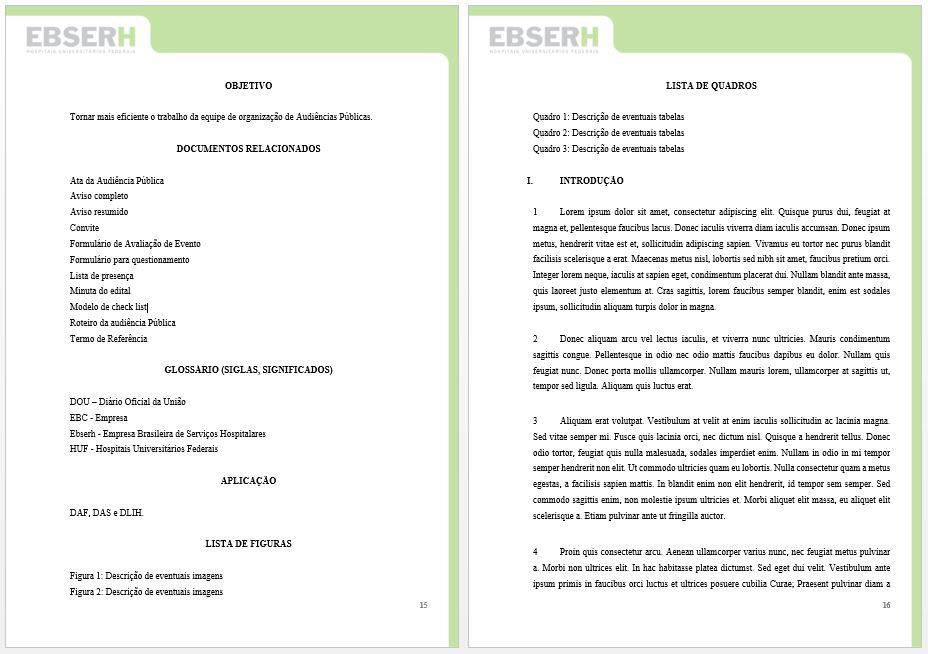 EBSERH
HOSPITAIS UNIVERSITÁRIOS FEDERAIS
OBJETIVO
Tornar mais eficiente o trabalho da equipe de organização de Audiências Públicas.
DOCUMENTOS RELACIONADOS
Ata da Audiência Pública
Aviso completo
Aviso resumido
Convite
Formulário de Avaliação de Evento
Formulário para questionamento
Lista de presença
Minuta do edital
Modelo de check list
Roteiro da audiência Pública
Termo de Referência
GLOSSÁRIO (SIGLAS, SIGNIFICADOS)
DOU – Diário Oficial da União
EBC - Empresa
Ebserh - Empresa Brasileira de Serviços Hospitalares
HUF - Hospitais Universitários Federais
APLICAÇÃO
DAF, DAS e DLIH.
LISTA DE FIGURAS
Figura 1: Descrição de eventuais imagens
Figura 2: Descrição de eventuais imagens
15
EBSERH
HOSPITAIS UNIVERSITÁRIOS FEDERAIS
LISTA DE QUADROS
Quadro 1: Descrição de eventuais tabelas
Quadro 2: Descrição de eventuais tabelas
Quadro 3: Descrição de eventuais tabelas
I. INTRODUÇÃO
1 Lorem ipsum dolor sit amet, consectetur adipiscing elit. Quisque purus dui, feugiat at
magna et, pellentesque faucibus lacus. Donec iaculis viverra diam iaculis accumsan. Donec ipsum
metus, hendrerit vitae est et, sollicitudin adipiscing sapien. Vivamus eu tortor nec purus blandit
facilisis scelerisque a erat. Maecenas metus nisl, lobortis sed nibh sit amet, faucibus pretium orci.
Integer lorem neque, iaculis at sapien eget, condimentum placerat dui. Nullam blandit ante massa,
quis laoreet justo elementum at. Cras sagittis, lorem faucibus semper blandit, enim est sodales
ipsum, sollicitudin aliquam turpis dolor in magna.
2 Donec aliquam arcu vel lectus iaculis, et viverra nunc ultricies. Mauris condimentum
sagittis congue. Pellentesque in odio nec odio mattis faucibus dapibus eu dolor. Nullam quis
feugiat nunc. Donec porta mollis ullamcorper. Nullam mauris lorem, ullamcorper at sagittis ut,
tempor sed ligula. Aliquam quis luctus erat.
3 Aliquam erat volutpat. Vestibulum at velit at enim iaculis sollicitudin ac lacinia magna.
Sed vitae semper mi. Fusce quis lacinia orci, nec dictum nisl. Quisque a hendrerit tellus. Donec
odio tortor, feugiat quis nulla malesuada, sodales imperdiet enim. Nullam in odio in mi tempor
semper hendrerit non elit. Ut commodo ultricies quam eu lobortis. Nulla consectetur quam a metus
egestas, a facilisis sapien mattis. In blandit enim non elit hendrerit, id tempor sem semper. Sed
commodo sagittis enim, non molestie ipsum ultricies et. Morbi aliquet elit massa, eu aliquet elit
scelerisque a. Etiam pulvinar ante ut fringilla auctor.
4 Proin quis consectetur arcu. Aenean ullamcorper varius nunc, nec feugiat metus pulvinar
a. Morbi non ultrices elit. In hac habitasse platea dictumst. Sed eget dui velit. Vestibulum ante
ipsum primis in faucibus orci luctus et ultrices posuere cubilia Curae; Praesent pulvinar diam a
16